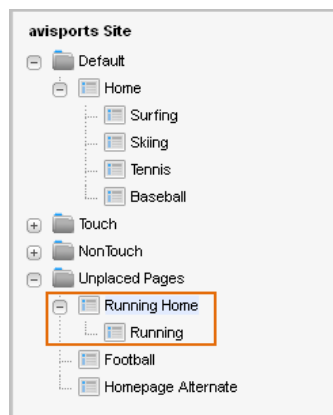 avisports Site
Default
Home
Surfing
Skiing
Tennis
Baseball
Touch
NonTouch
Unplaced Pages
Running Home
Running
Football
Homepage Alternate